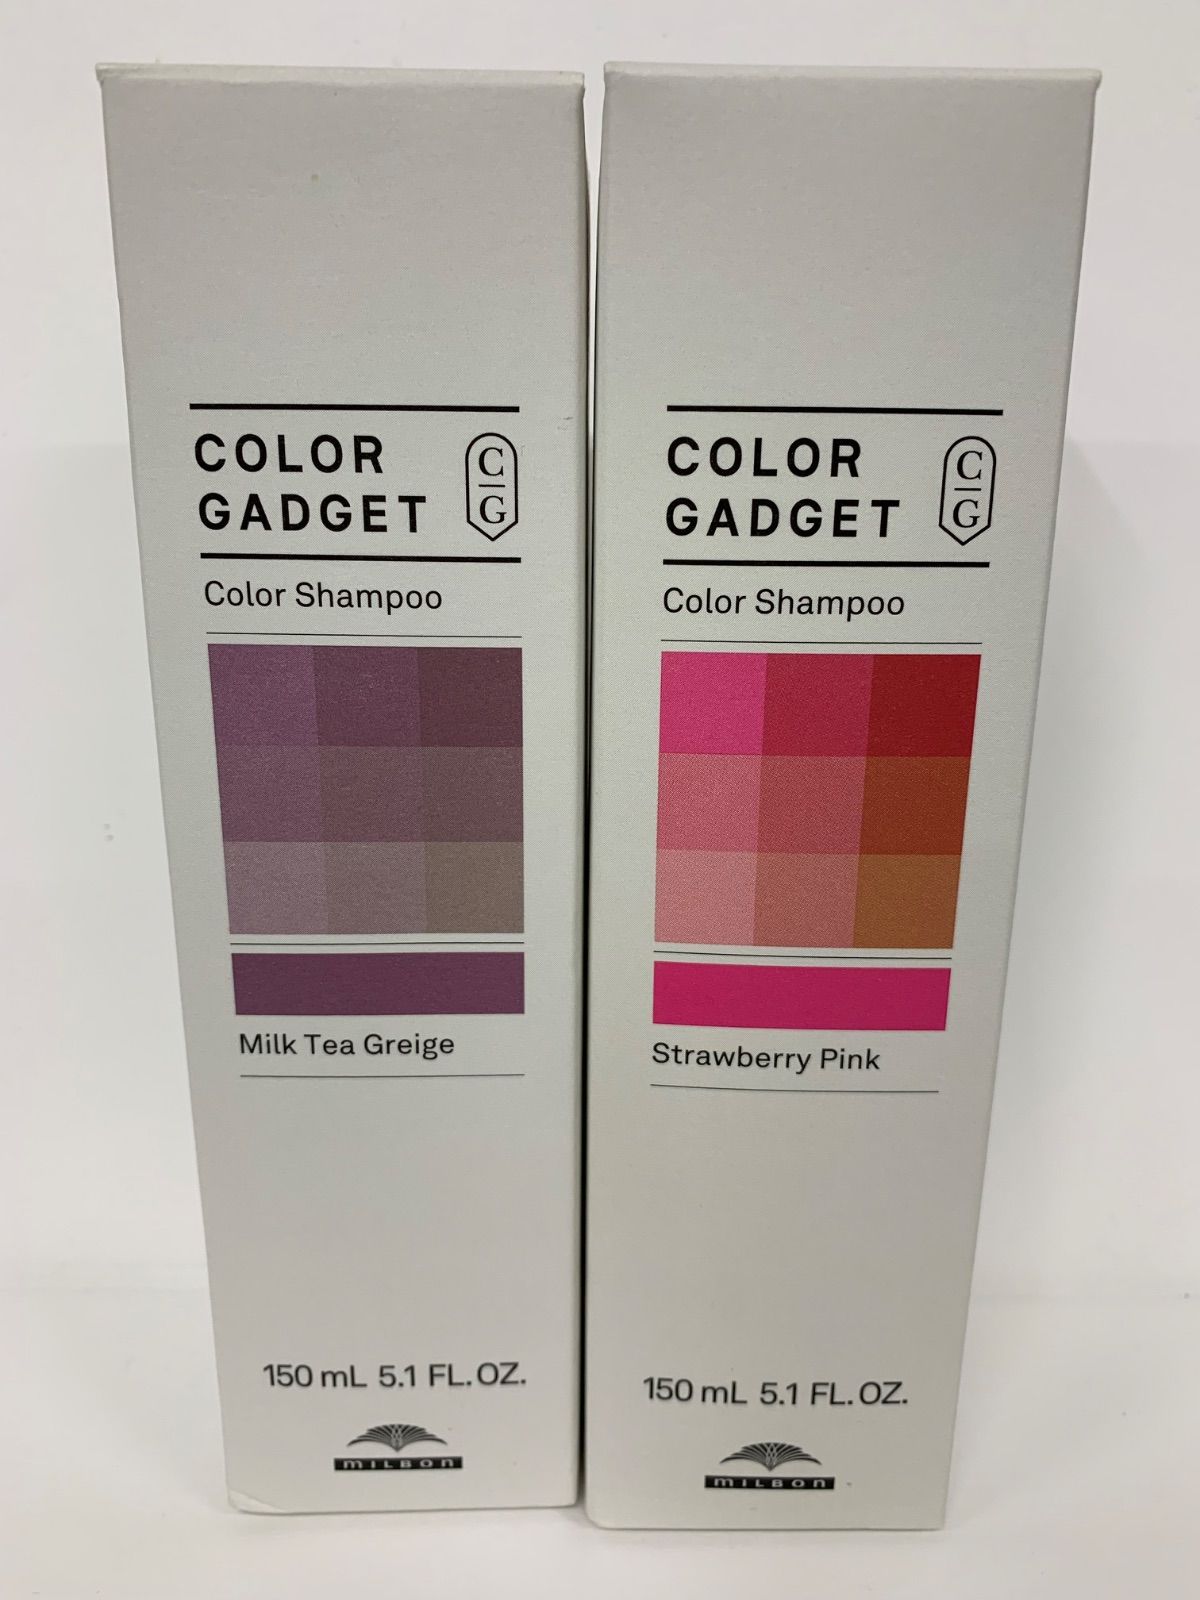 COLOR
GADGET
C
G
Color Shampoo
Milk Tea Greige
150 mL 5.1 FL.OZ.
MILBON
COLOR
GADGET
C
G
Color Shampoo
Strawberry Pink
150 mL 5.1 FL.OZ.
MILBON